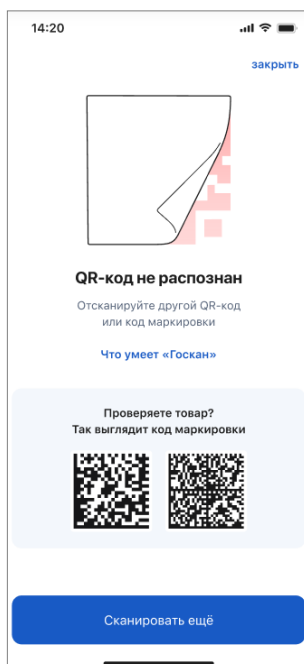 14:20
закрыть
QR-код не распознан
Отсканируйте другой QR-код
или код маркировки
Что умеет «Госкан»
Проверяете товар?
Так выглядит код маркировки
Сканировать ещё